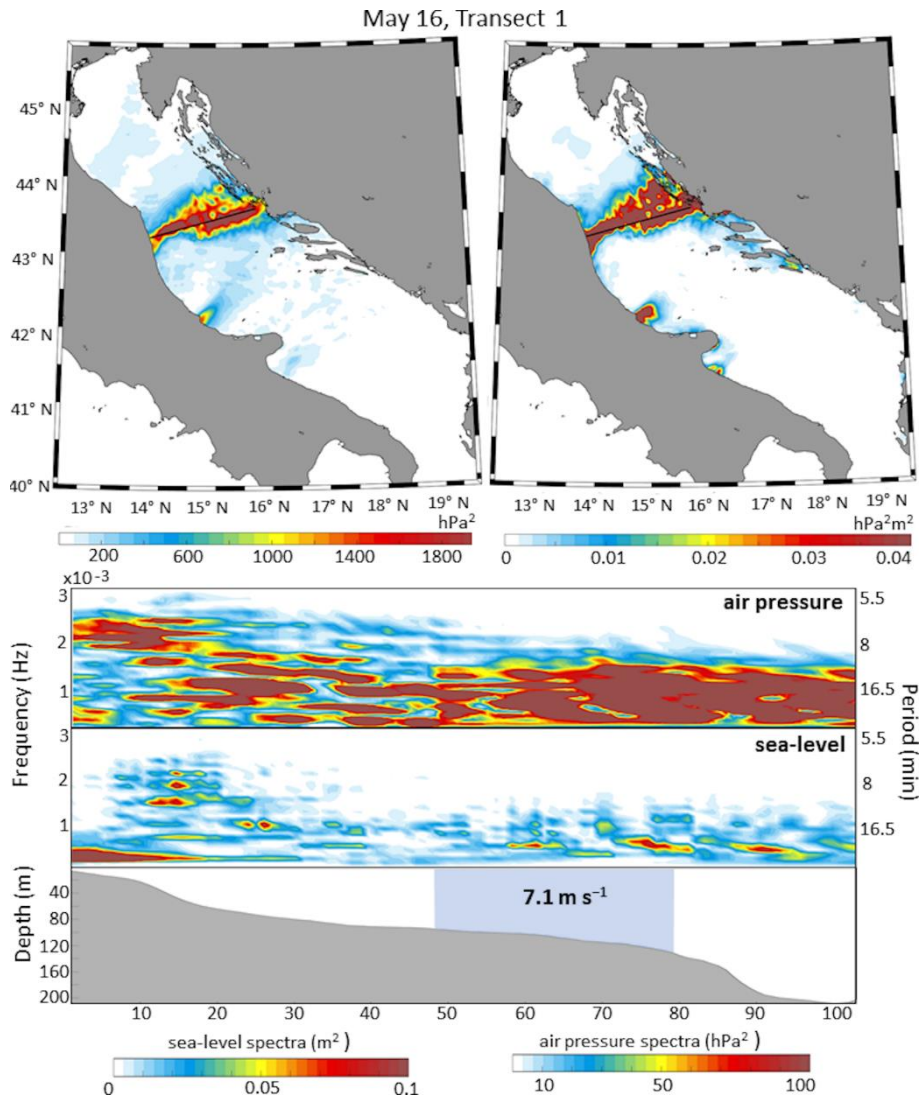 May 16, Transect 1
45° N
44° N
43° N
42° N
41° N
40° N
13° N 14° N 15° N 16° N 17° N 18° N 19° N
13° N 14° N 15° N 16° N 17° N 18° N 19° N
hPa²
hPa²m²
200 600 1000 1400 1800
0 0.01 0.02 0.03 0.04
x10⁻³
3
2
1
air pressure
5.5
8
16.5
Frequency (Hz)
Period (min)
3
2
1
sea-level
5.5
8
16.5
Depth (m)
40
80
120
160
200
7.1 m s⁻¹
10 20 30 40 50 60 70 80 90 100
sea-level spectra (m²)
air pressure spectra (hPa²)
0 0.05 0.1
10 50 100